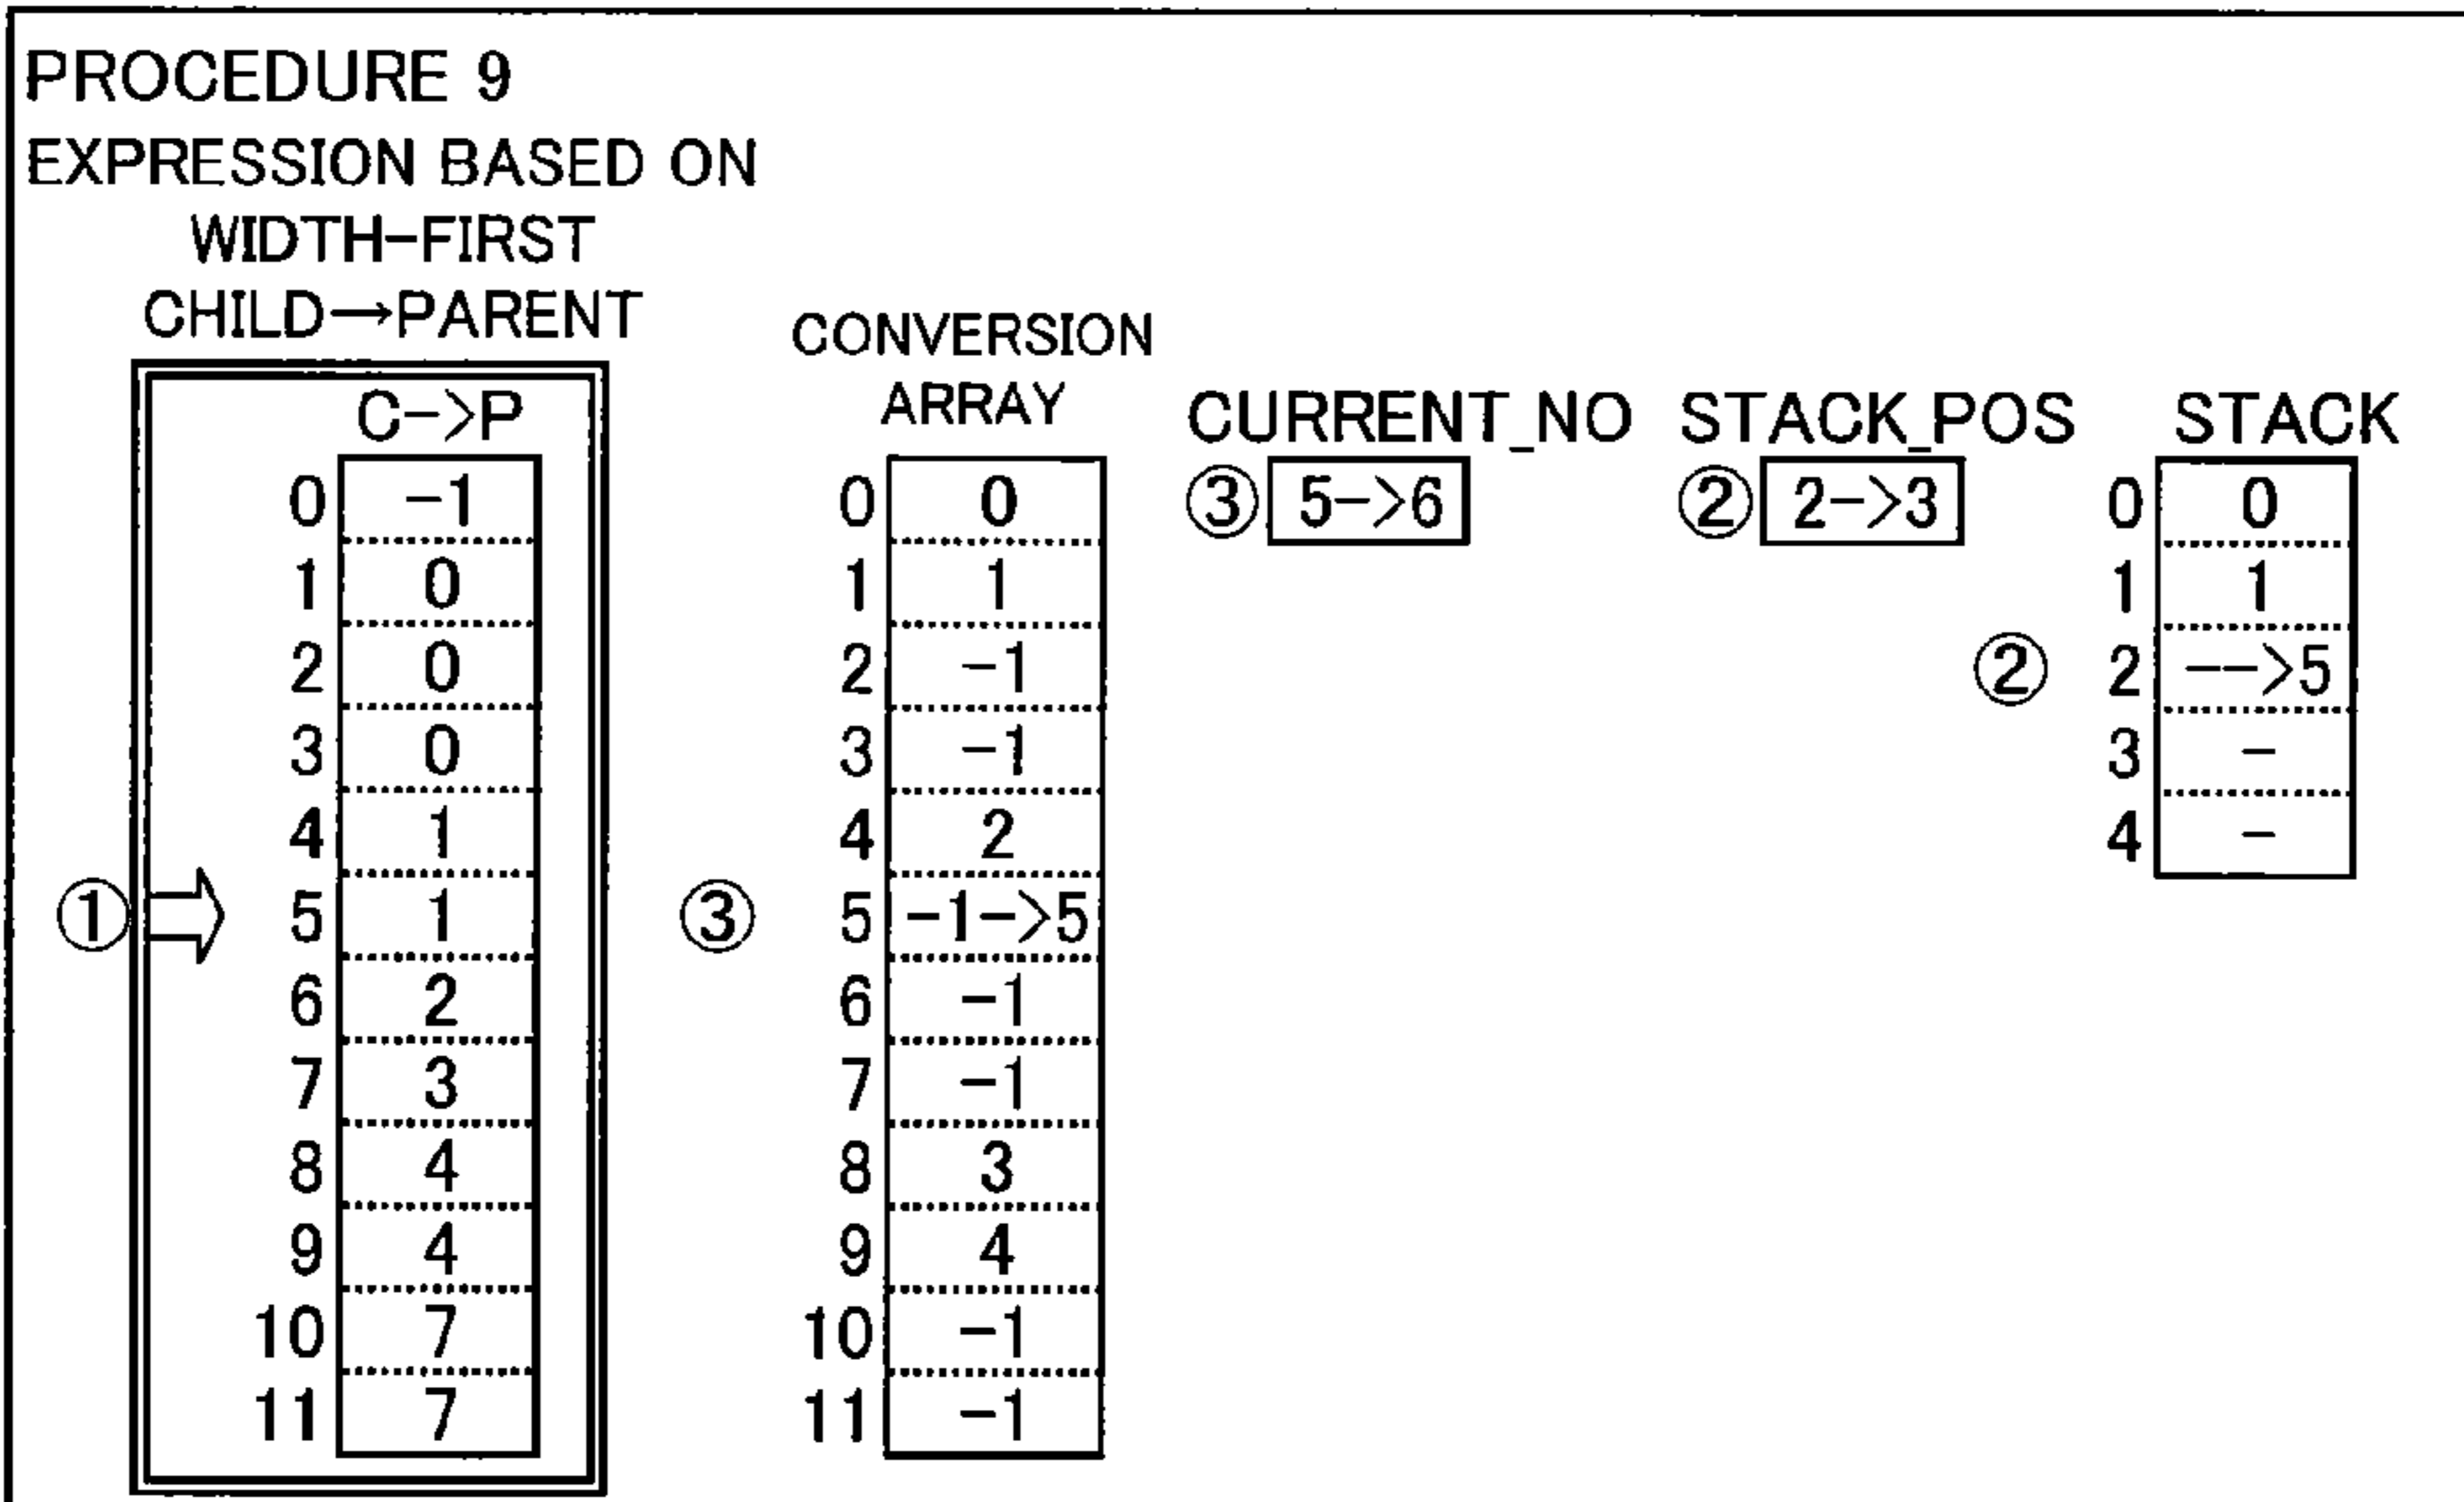 PROCEDURE 9
EXPRESSION BASED ON
WIDTH-FIRST
CHILD→PARENT
CONVERSION
ARRAY
C->P
CURRENT_NO STACK_POS STACK
0 -1 0 0 ③ 5->6 ② 2->3 0 0
1 0 1 1 1 1
2 0 2 -1 ② 2 -->5
3 0 3 -1 3 -
4 1 4 2 4 -
① 5 1 ③ 5 -1->5
6 2 6 -1
7 3 7 -1
8 4 8 3
9 4 9 4
10 7 10 -1
11 7 11 -1